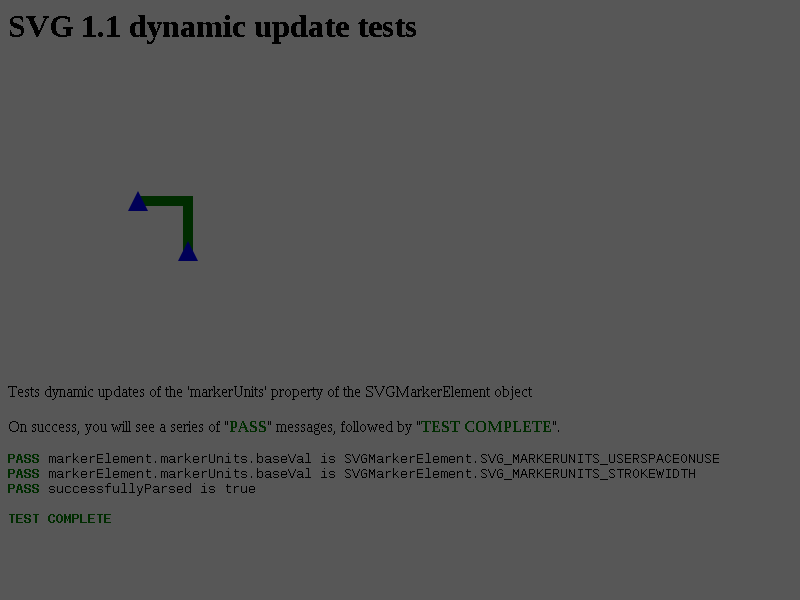 SVG 1.1 dynamic update tests
Tests dynamic updates of the 'markerUnits' property of the SVGMarkerElement object
On success, you will see a series of "PASS" messages, followed by "TEST COMPLETE".
PASS markerElement.markerUnits.baseVal is SVGMarkerElement.SVG_MARKERUNITS_USERSPACEONUSE
PASS markerElement.markerUnits.baseVal is SVGMarkerElement.SVG_MARKERUNITS_STROKEWIDTH
PASS successfullyParsed is true
TEST COMPLETE